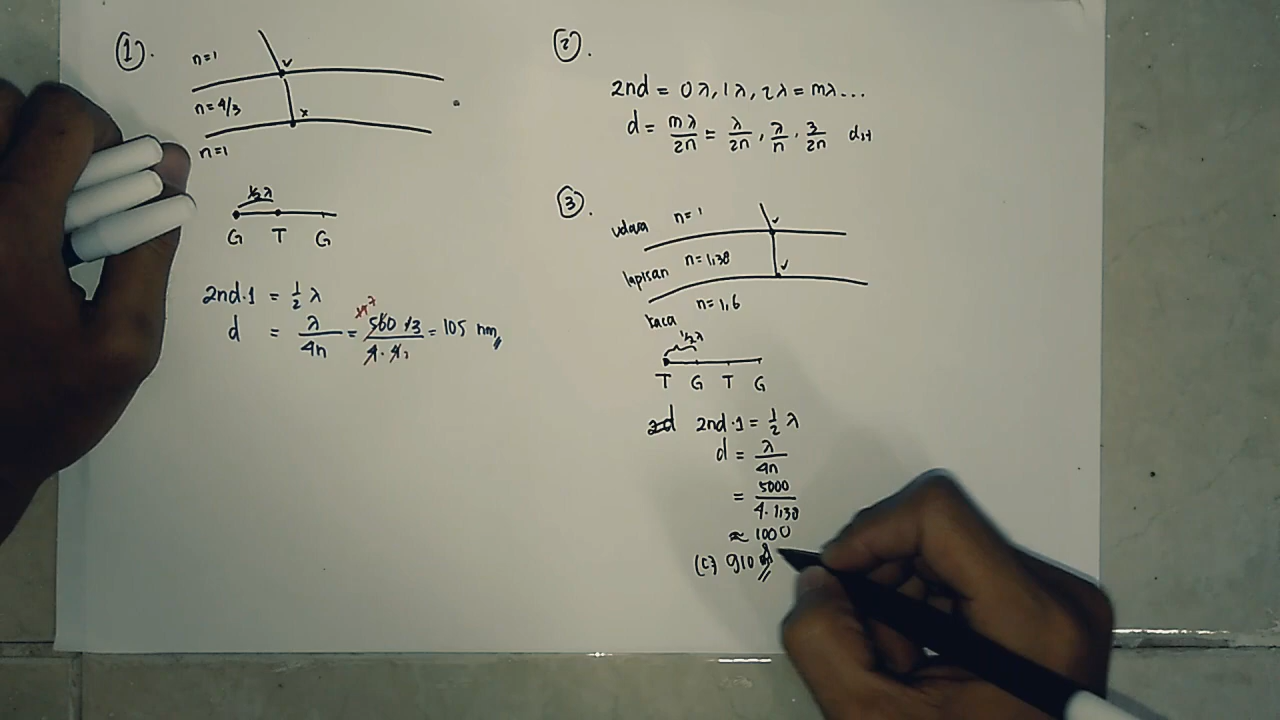 1.
n=1
n=4/3
n=1
½λ
G T G
2nd·1 = 1/2 λ
d = λ/4n = 560·3/4·4 = 105 nm
2.
2nd = 0λ, 1λ, 2λ = mλ...
d = mλ/2n = λ/2n, λ/n, 3/2n
3.
udara n=1
lapisan n=1,38
kaca n=1,6
½λ
T G T G
2nd·1 = 1/2 λ
d = λ/4n
= 5000/4·1,38
≈ 1000
(c) 910